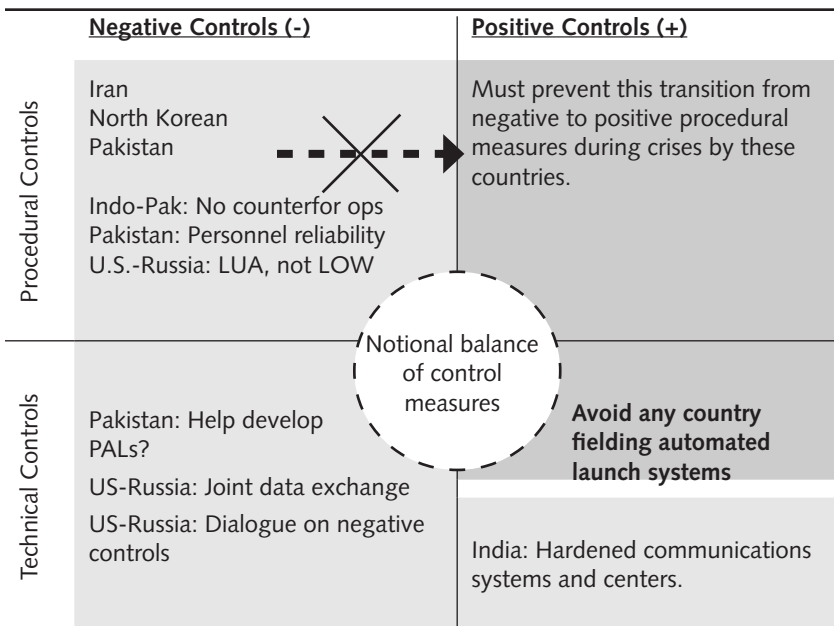 Negative Controls (-)
Positive Controls (+)
Procedural Controls
Iran
North Korean
Pakistan
Indo-Pak: No counterfor ops
Pakistan: Personnel reliability
U.S.-Russia: LUA, not LOW
Must prevent this transition from
negative to positive procedural
measures during crises by these
countries.
Notional balance
of control
measures
Technical Controls
Pakistan: Help develop
PALs?
US-Russia: Joint data exchange
US-Russia: Dialogue on negative
controls
Avoid any country
fielding automated
launch systems
India: Hardened communications
systems and centers.